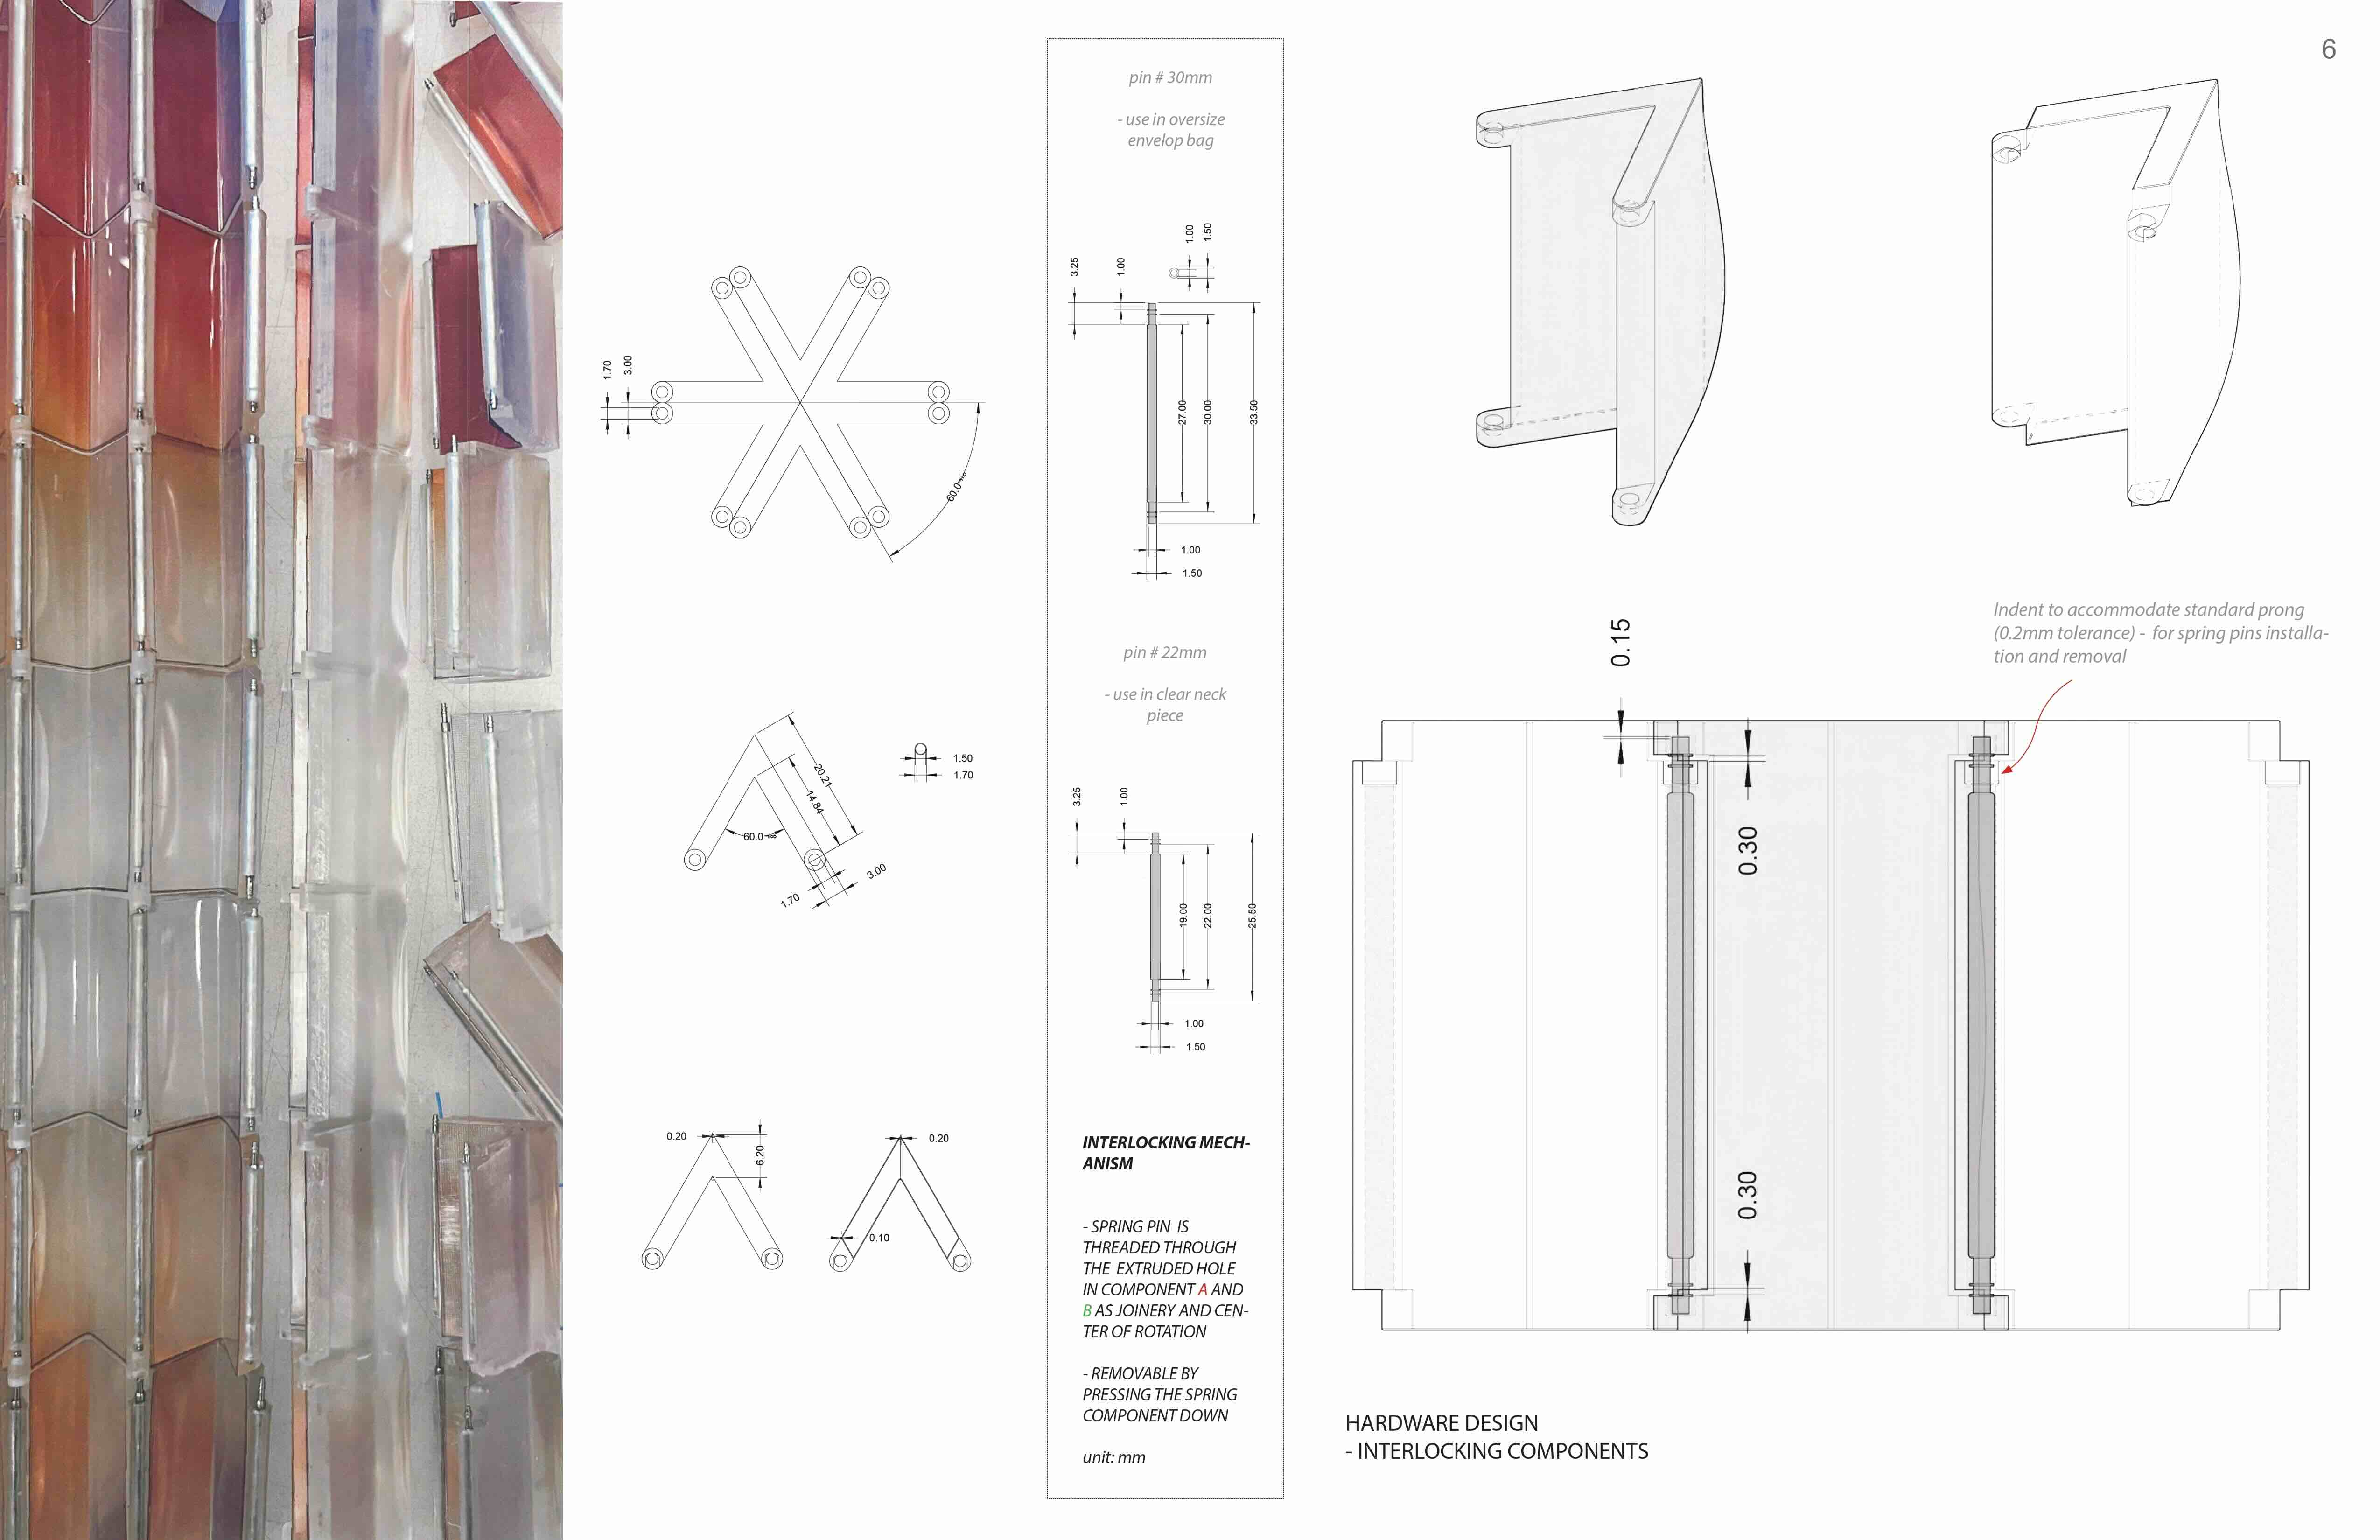 6
pin # 30mm
- use in oversize
envelop bag
1.00
1.50
3.25
1.00
27.00
30.00
33.50
1.00
1.50
pin # 22mm
- use in clear neck
piece
3.25
1.00
19.00
22.00
25.50
1.00
1.50
INTERLOCKING MECH-
ANISM
- SPRING PIN IS
THREADED THROUGH
THE EXTRUDED HOLE
IN COMPONENT A AND
B AS JOINERY AND CEN-
TER OF ROTATION
- REMOVABLE BY
PRESSING THE SPRING
COMPONENT DOWN
unit: mm
1.70
3.00
60.0
20.21
14.84
60.0
1.70
3.00
1.50
1.70
0.20
6.20
0.20
0.10
Indent to accommodate standard prong
(0.2mm tolerance) - for spring pins installa-
tion and removal
0.15
0.30
0.30
HARDWARE DESIGN
- INTERLOCKING COMPONENTS